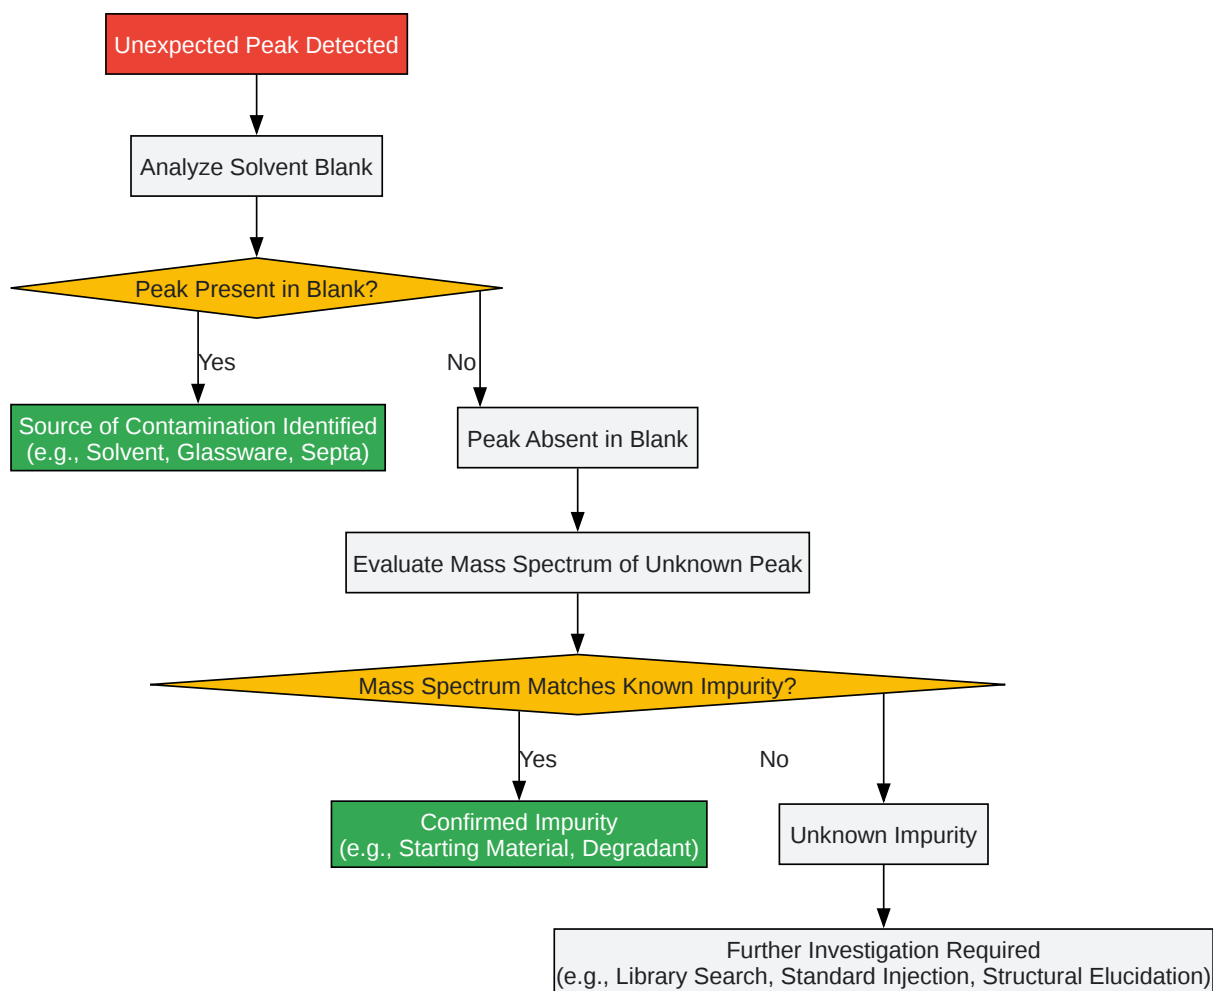 Unexpected Peak Detected
Analyze Solvent Blank
Peak Present in Blank?
Yes
No
Source of Contamination Identified
(e.g., Solvent, Glassware, Septa)
Peak Absent in Blank
Evaluate Mass Spectrum of Unknown Peak
Mass Spectrum Matches Known Impurity?
Yes
No
Confirmed Impurity
(e.g., Starting Material, Degradant)
Unknown Impurity
Further Investigation Required
(e.g., Library Search, Standard Injection, Structural Elucidation)